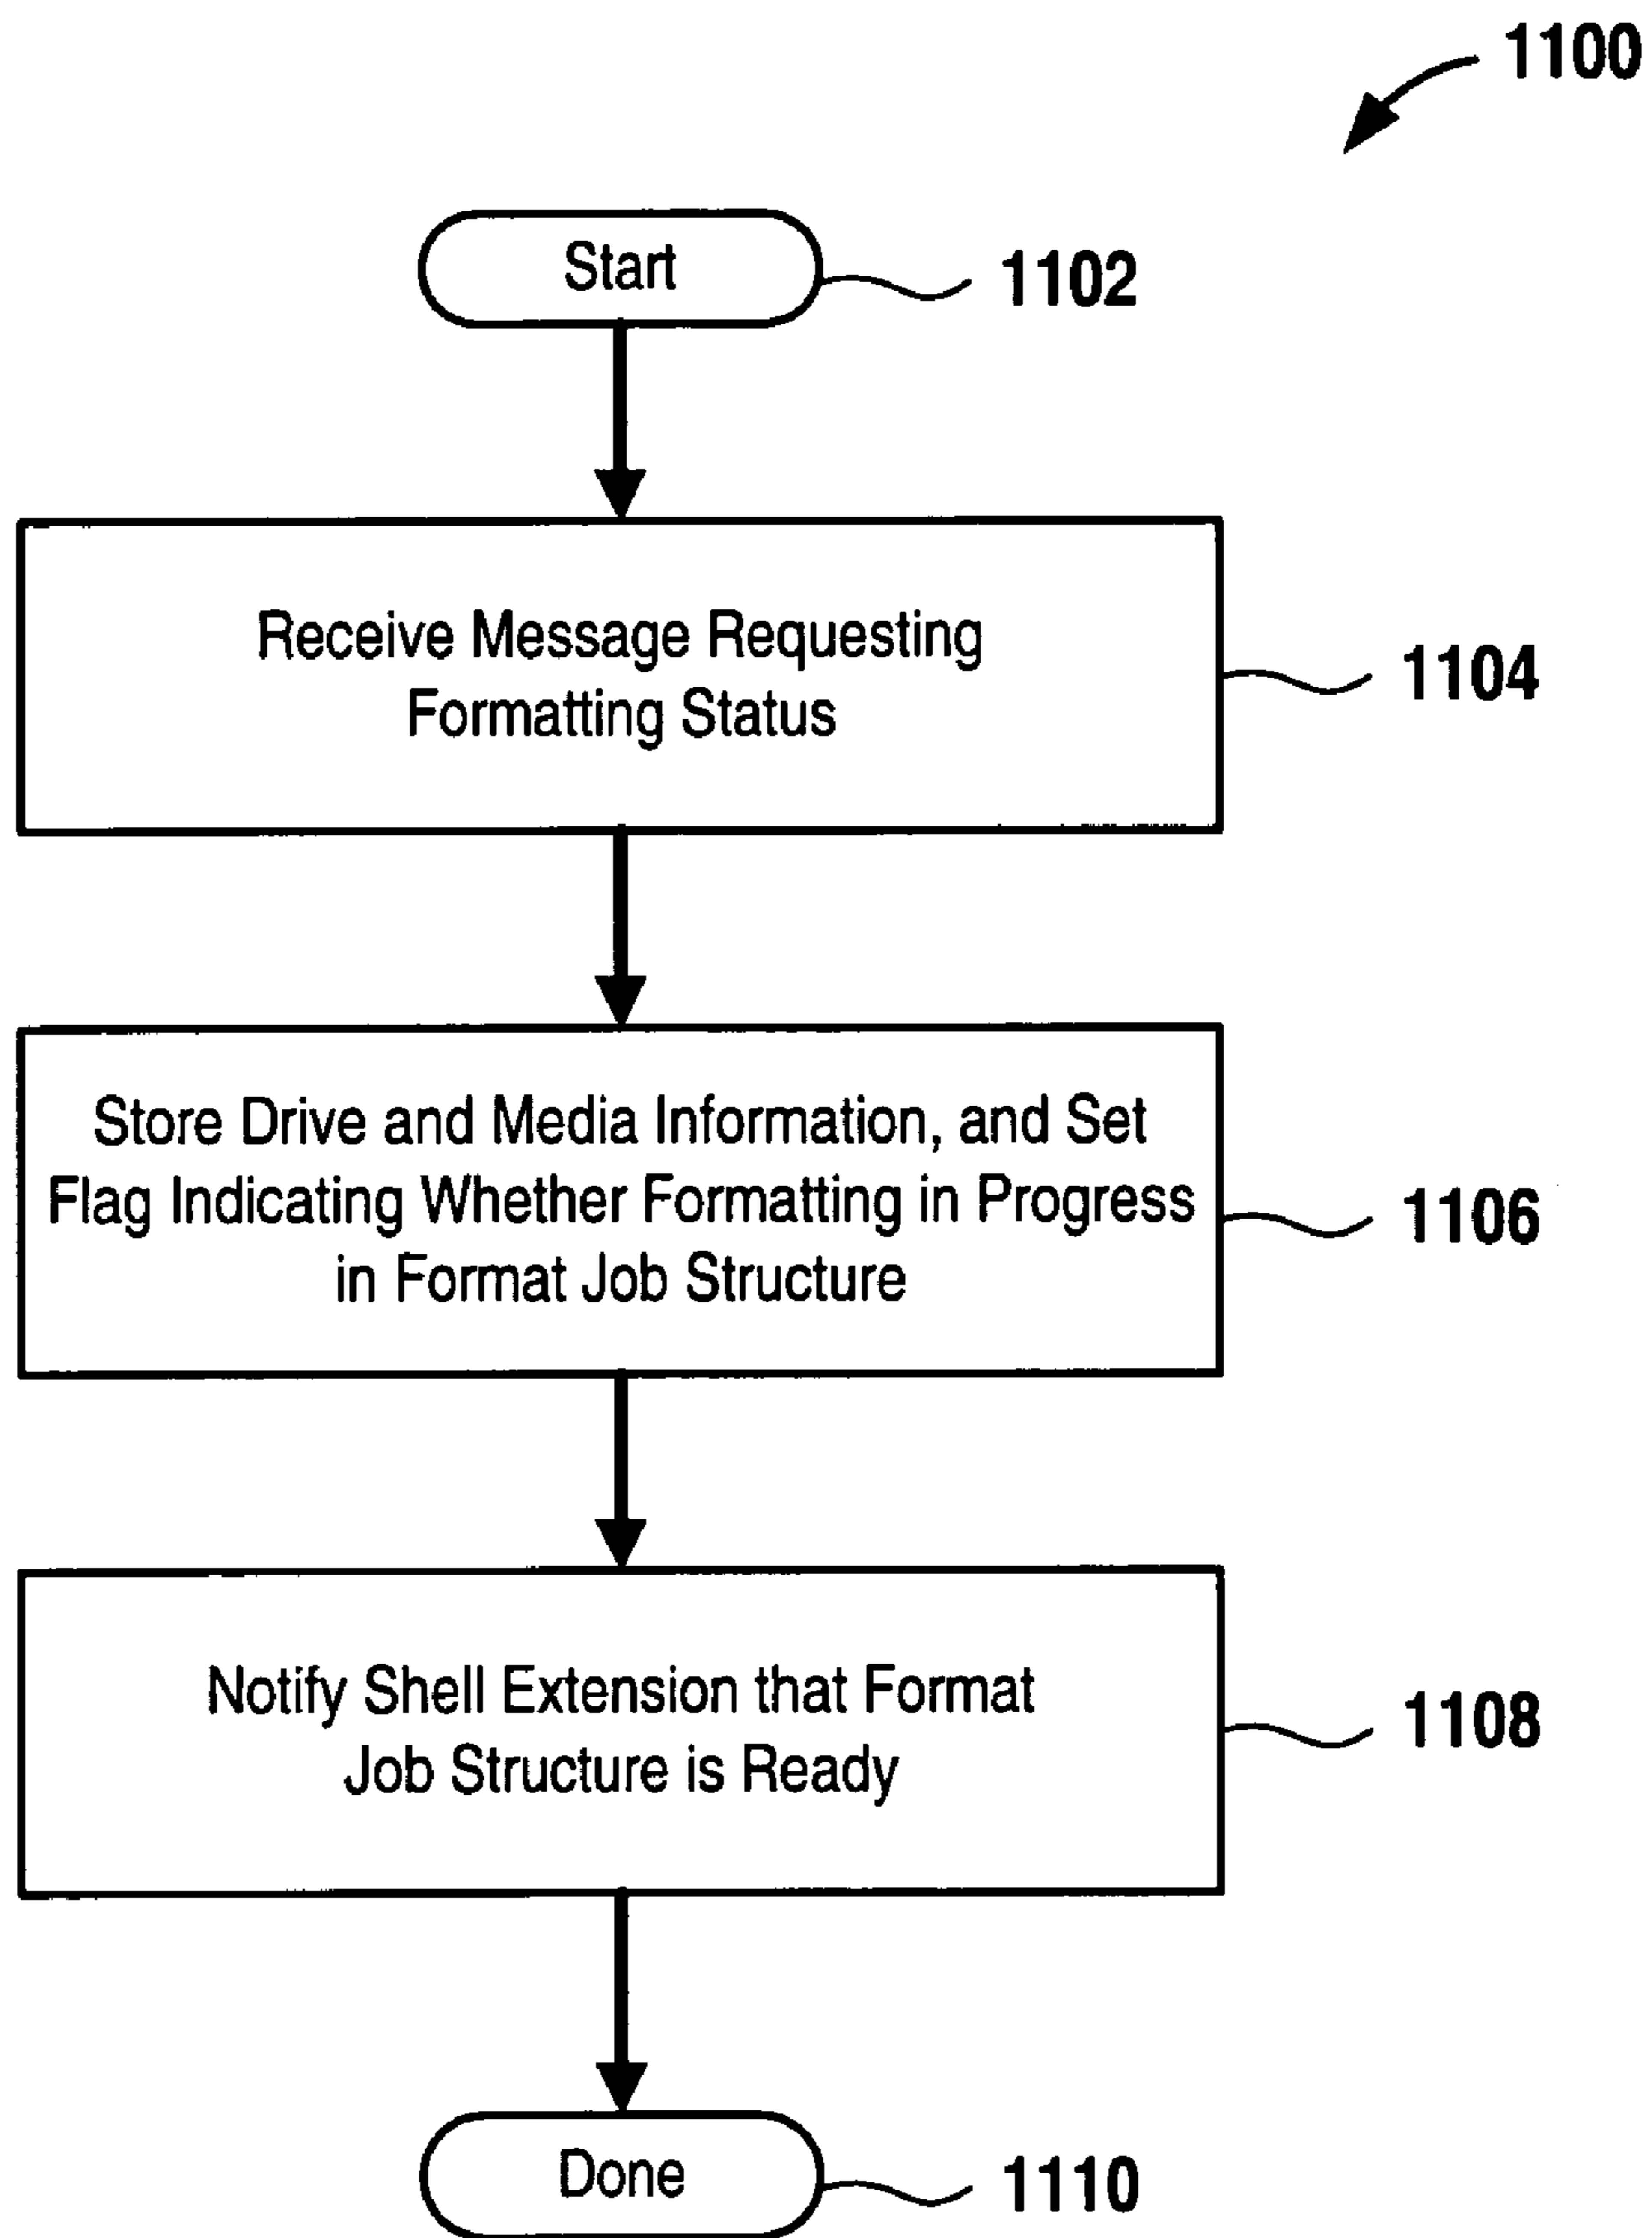 1100
Start
1102
Receive Message Requesting
Formatting Status
1104
Store Drive and Media Information, and Set
Flag Indicating Whether Formatting in Progress
in Format Job Structure
1106
Notify Shell Extension that Format
Job Structure is Ready
1108
Done
1110